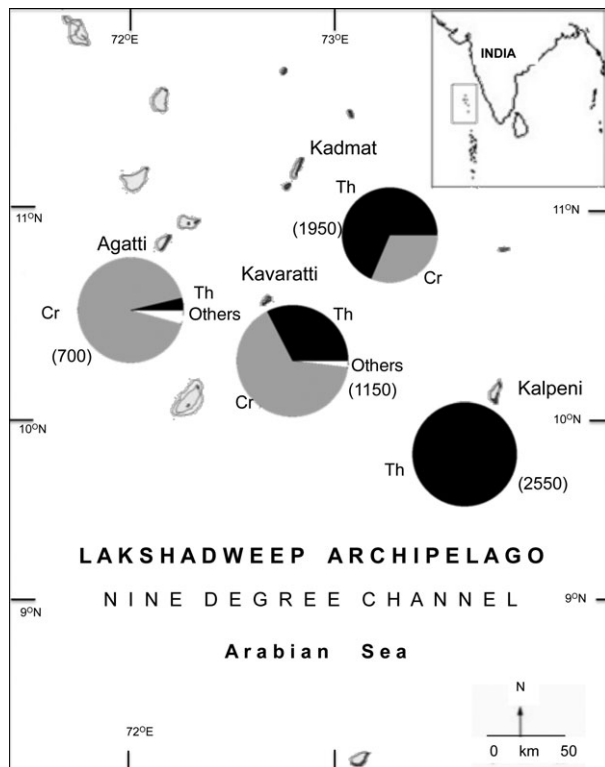 72°E
73°E
INDIA
Kadmat
Th
11°N
11°N
(1950)
Agatti
Cr
Kavaratti
Th
Cr
Others
Th
(700)
Others
Cr
(1150)
Kalpeni
10°N
10°N
Th
(2550)
LAKSHADWEEP ARCHIPELAGO
NINE DEGREE CHANNEL
9°N
9°N
Arabian Sea
N
72°E
0 km 50